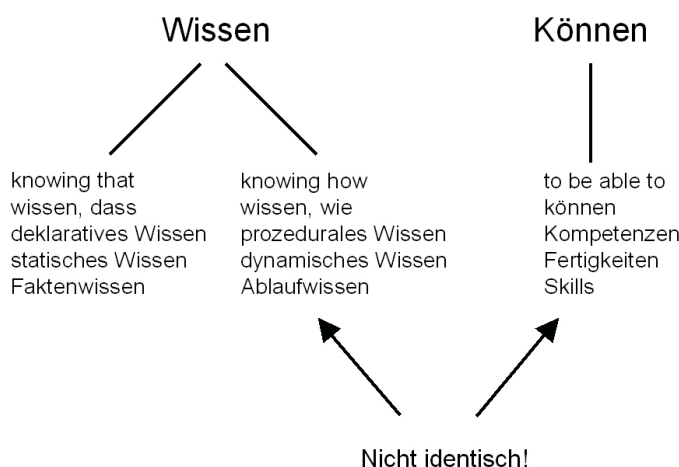 Wissen
Können
knowing that
wissen, dass
deklaratives Wissen
statisches Wissen
Faktenwissen
knowing how
wissen, wie
prozedurales Wissen
dynamisches Wissen
Ablaufwissen
to be able to
können
Kompetenzen
Fertigkeiten
Skills
Nicht identisch!